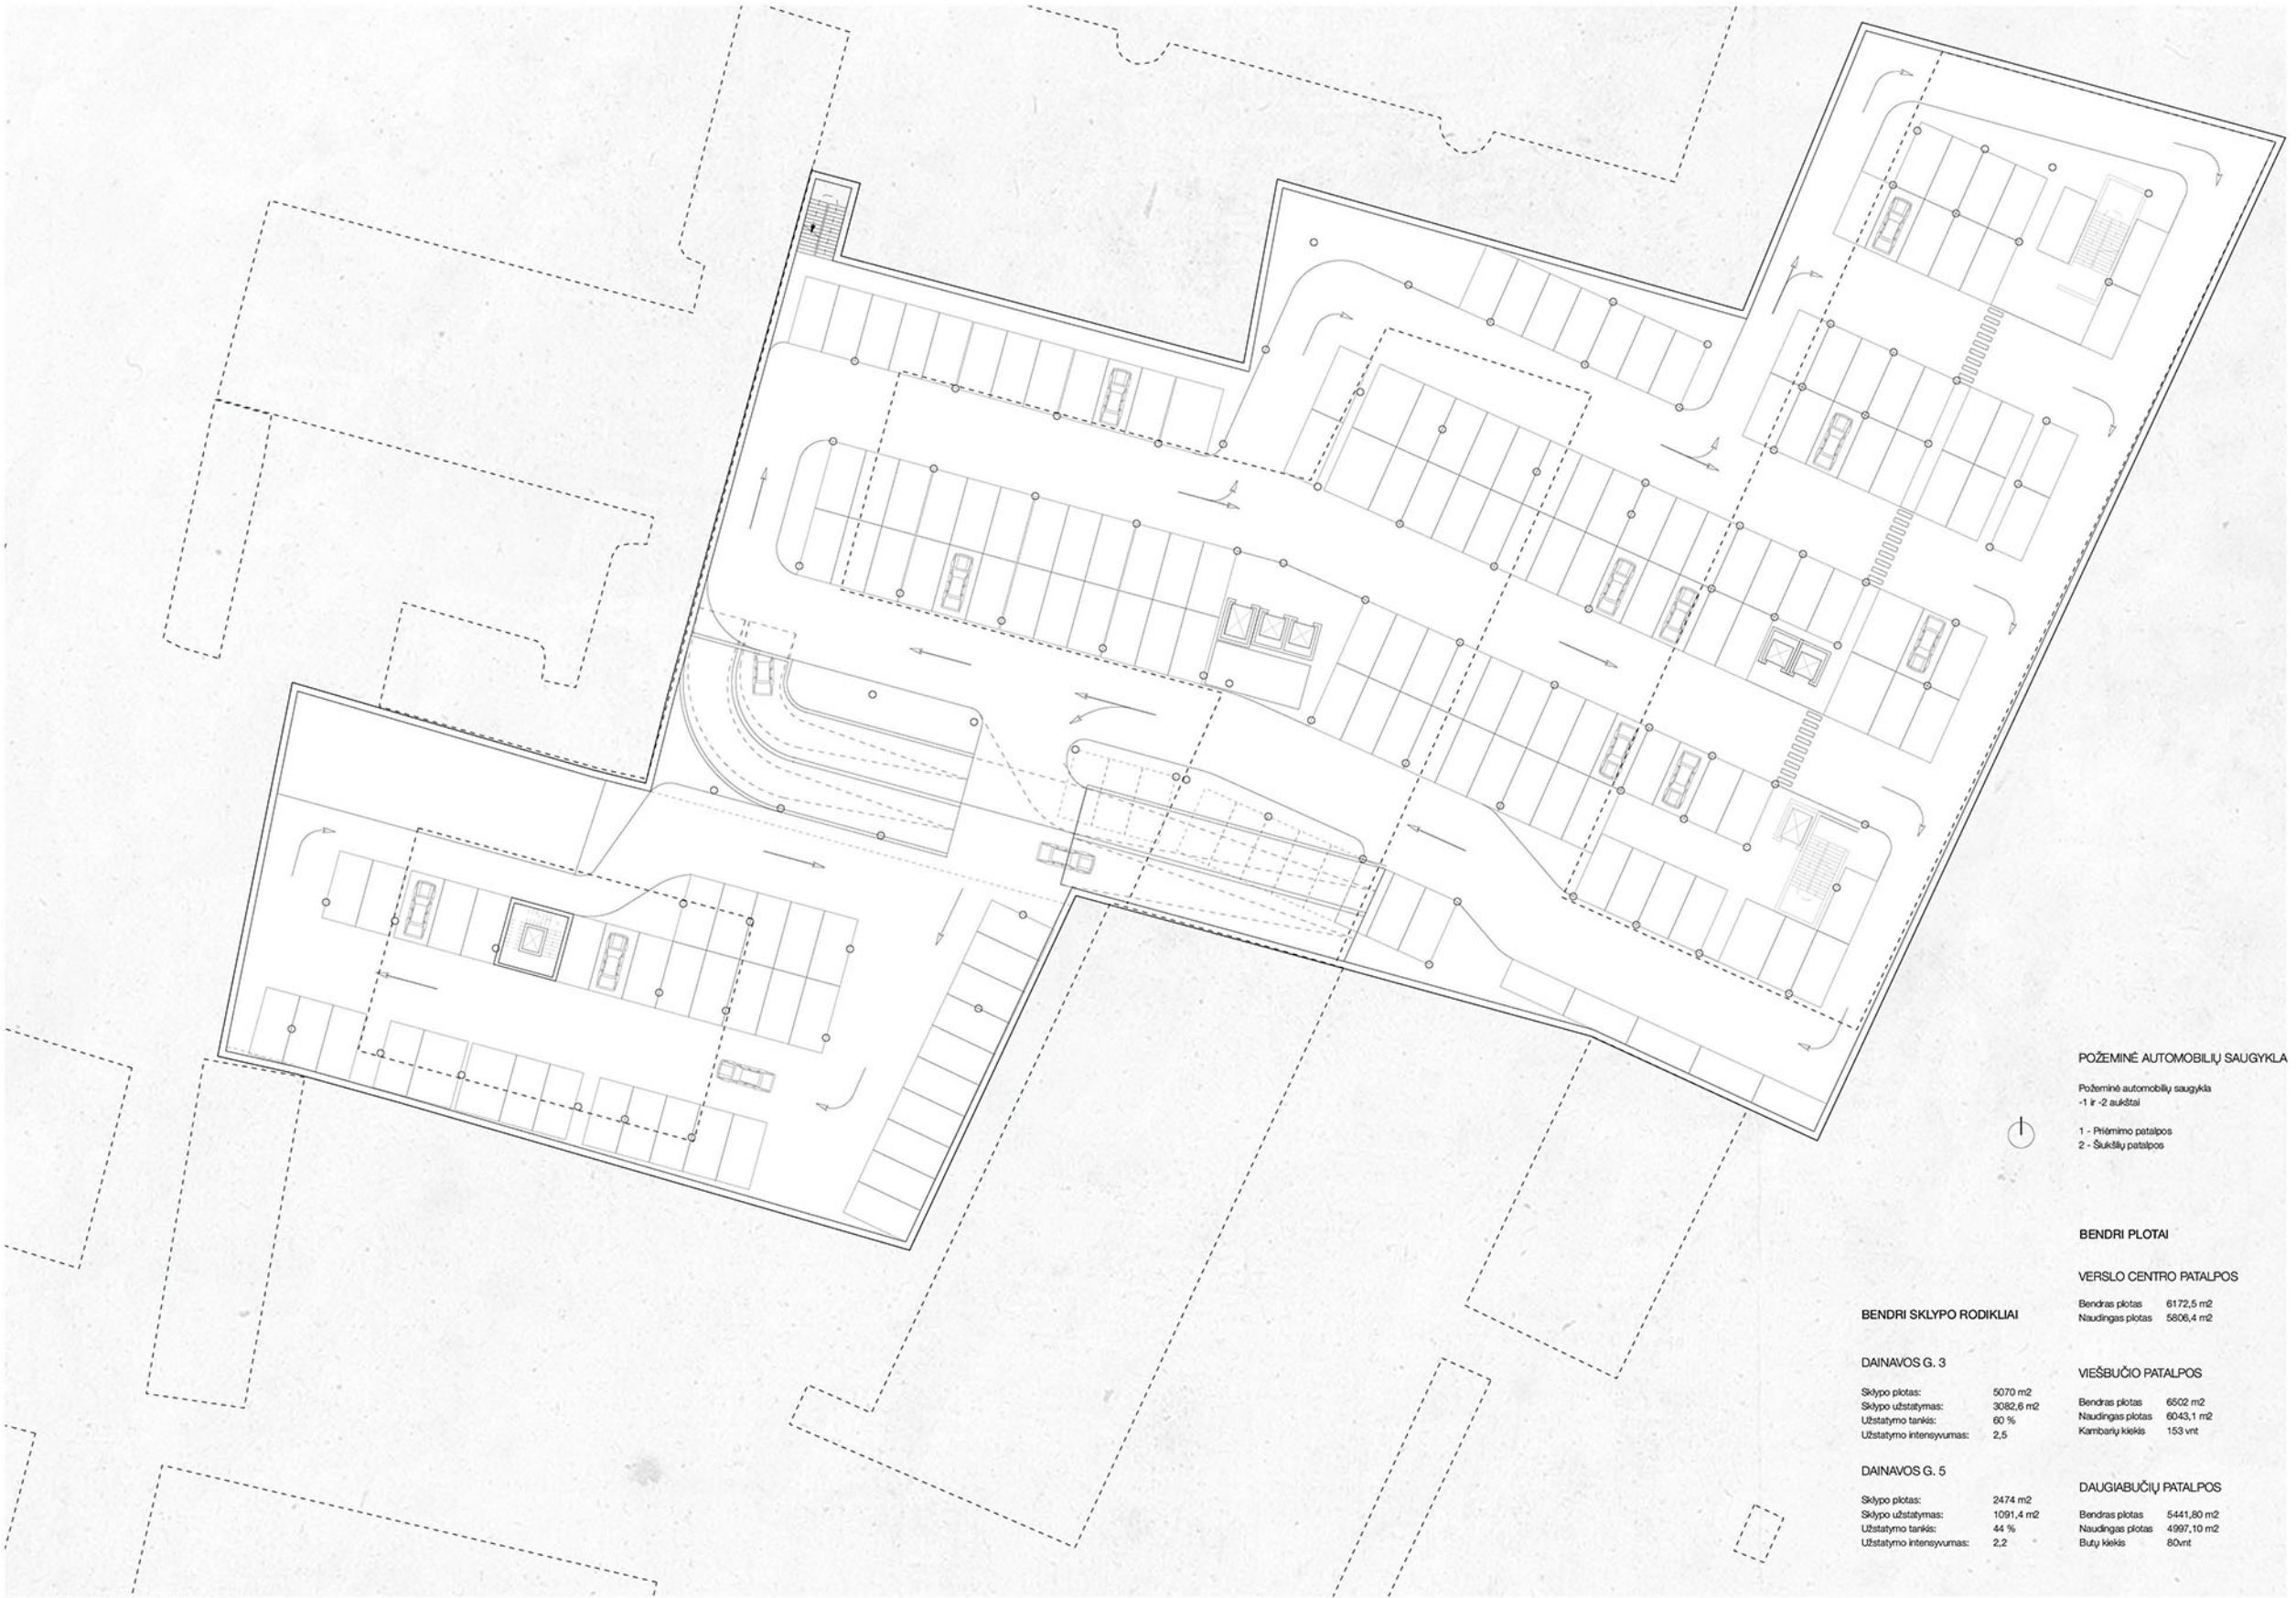 POŽEMINĖ AUTOMOBILIŲ SAUGYKLA
Požeminė automobilių saugykla
-1 ir -2 aukštai
1 - Priėmimo patalpos
2 - Šiukšlių patalpos
BENDRI PLOTAI
VERSLO CENTRO PATALPOS
Bendras plotas 6172,5 m2
Naudingas plotas 5806,4 m2
VIEŠBUČIO PATALPOS
Bendras plotas 6502 m2
Naudingas plotas 6043,1 m2
Kambarių kiekis 153 vnt
DAUGIABUČIŲ PATALPOS
Bendras plotas 5441,80 m2
Naudingas plotas 4997,10 m2
Butų kiekis 80vnt
BENDRI SKLYPO RODIKLIAI
DAINAVOS G. 3
Sklypo plotas: 5070 m2
Sklypo užstatymas: 3082,6 m2
Užstatymo tankis: 60 %
Užstatymo intensyvumas: 2,5
DAINAVOS G. 5
Sklypo plotas: 2474 m2
Sklypo užstatymas: 1091,4 m2
Užstatymo tankis: 44 %
Užstatymo intensyvumas: 2,2